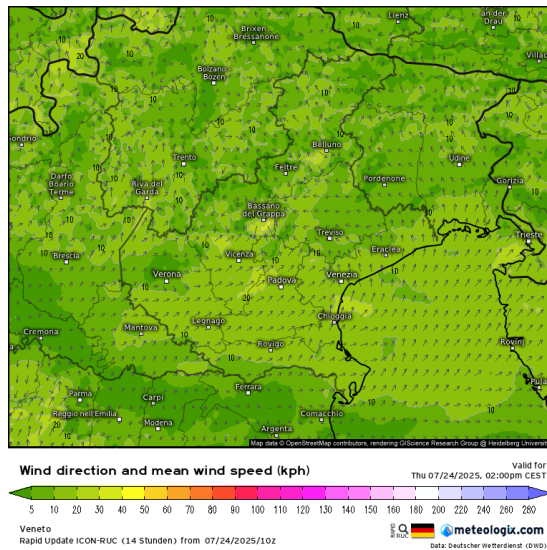 Lienz
an der
Drau
Brixen
Bressanone
Villac
Bolzano -
Bozen
ondrio
Belluno
Udine
Trento
Feltre
Pordenone
Gorizia
Darfo
Boario
Terme
Riva del
Garda
Bassano
del Grappa
Treviso
Trieste
Eraclea
Brescia
Vicenza
Verona
Padova
Venezia
Legnago
Chioggia
Cremona
Mantova
Rovigo
Rovinj
Parma
Carpi
Ferrara
Pula
Reggio nell'Emilia
Comacchio
Modena
Argenta
Map data © OpenStreetMap contributors, rendering GIScience Research Group @ Heidelberg Universit
Wind direction and mean wind speed (kph)
Valid for
Thu 07/24/2025, 02:00pm CEST
5 10 20 30 40 50 60 70 80 90 100 110 120 130 140 150 160 180 200 220 240 260 280
Veneto
Rapid Update ICON-RUC (14 Stunden) from 07/24/2025/10z
RAPID
RUC
meteologix.com
Data: Deutscher Wetterdienst (DWD)